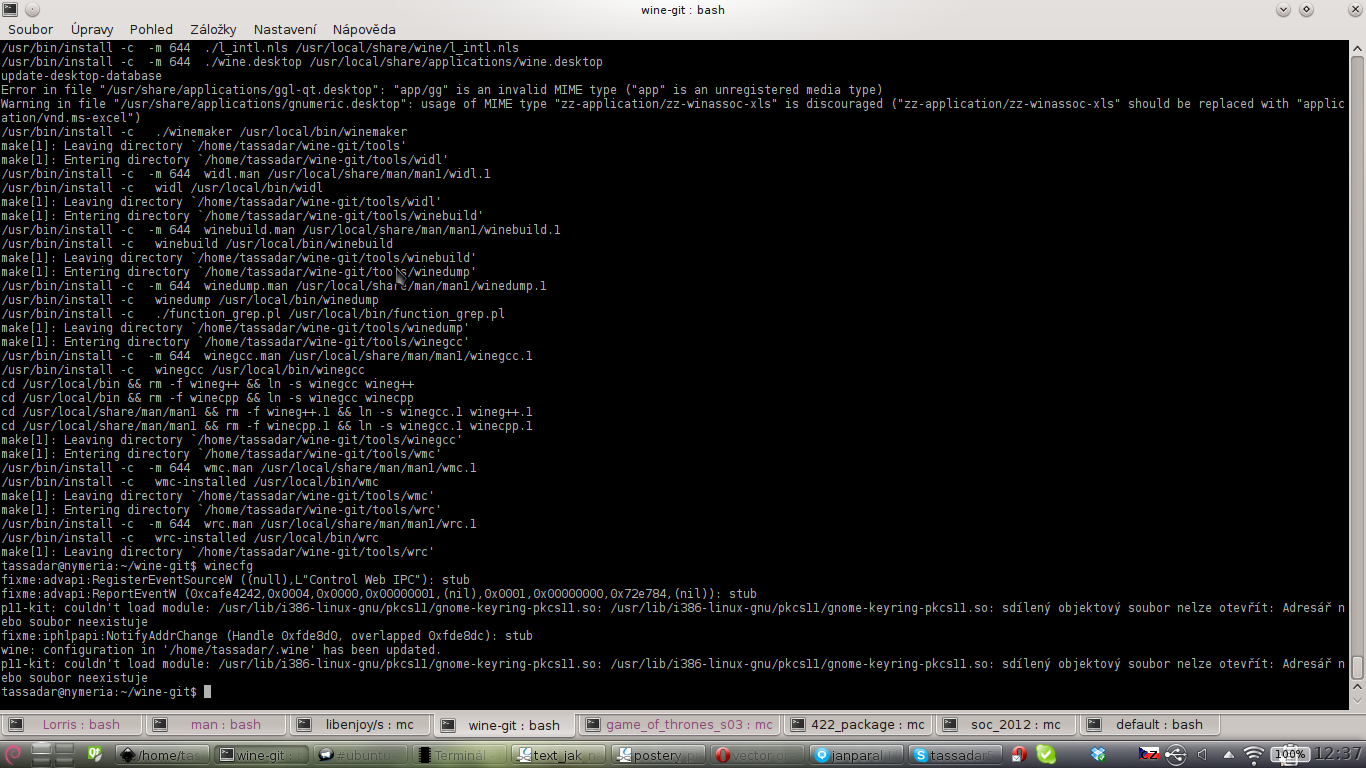 wine-git : bash
Soubor Úpravy Pohled Záložky Nastavení Nápověda
/usr/bin/install -c  -m 644  ./l_intl.nls /usr/local/share/wine/l_intl.nls
/usr/bin/install -c  -m 644  ./wine.desktop /usr/local/share/applications/wine.desktop
update-desktop-database
Error in file "/usr/share/applications/ggl-qt.desktop": "app/gg" is an invalid MIME type ("app" is an unregistered media type)
Warning in file "/usr/share/applications/gnumeric.desktop": usage of MIME type "zz-application/zz-winassoc-xls" is discouraged ("zz-application/zz-winassoc-xls" should be replaced with "applic
ation/vnd.ms-excel")
/usr/bin/install -c   ./winemaker /usr/local/bin/winemaker
make[1]: Leaving directory `/home/tassadar/wine-git/tools'
make[1]: Entering directory `/home/tassadar/wine-git/tools/widl'
/usr/bin/install -c  -m 644  widl.man /usr/local/share/man/man1/widl.1
/usr/bin/install -c   widl /usr/local/bin/widl
make[1]: Leaving directory `/home/tassadar/wine-git/tools/widl'
make[1]: Entering directory `/home/tassadar/wine-git/tools/winebuild'
/usr/bin/install -c  -m 644  winebuild.man /usr/local/share/man/man1/winebuild.1
/usr/bin/install -c   winebuild /usr/local/bin/winebuild
make[1]: Leaving directory `/home/tassadar/wine-git/tools/winebuild'
make[1]: Entering directory `/home/tassadar/wine-git/tools/winedump'
/usr/bin/install -c  -m 644  winedump.man /usr/local/share/man/man1/winedump.1
/usr/bin/install -c   winedump /usr/local/bin/winedump
/usr/bin/install -c   ./function_grep.pl /usr/local/bin/function_grep.pl
make[1]: Leaving directory `/home/tassadar/wine-git/tools/winedump'
make[1]: Entering directory `/home/tassadar/wine-git/tools/winegcc'
/usr/bin/install -c  -m 644  winegcc.man /usr/local/share/man/man1/winegcc.1
/usr/bin/install -c   winegcc /usr/local/bin/winegcc
cd /usr/local/bin && rm -f wineg++ && ln -s winegcc wineg++
cd /usr/local/bin && rm -f winecpp && ln -s winegcc winecpp
cd /usr/local/share/man/man1 && rm -f wineg++.1 && ln -s winegcc.1 wineg++.1
cd /usr/local/share/man/man1 && rm -f winecpp.1 && ln -s winegcc.1 winecpp.1
make[1]: Leaving directory `/home/tassadar/wine-git/tools/winegcc'
make[1]: Entering directory `/home/tassadar/wine-git/tools/wmc'
/usr/bin/install -c  -m 644  wmc.man /usr/local/share/man/man1/wmc.1
/usr/bin/install -c   wmc-installed /usr/local/bin/wmc
make[1]: Leaving directory `/home/tassadar/wine-git/tools/wmc'
make[1]: Entering directory `/home/tassadar/wine-git/tools/wrc'
/usr/bin/install -c  -m 644  wrc.man /usr/local/share/man/man1/wrc.1
/usr/bin/install -c   wrc-installed /usr/local/bin/wrc
make[1]: Leaving directory `/home/tassadar/wine-git/tools/wrc'
tassadar@nymeria:~/wine-git$ winecfg
fixme:advapi:RegisterEventSourceW ((null),L"Control Web IPC"): stub
fixme:advapi:ReportEventW (0xcafe4242,0x0004,0x0000,0x00000001,(nil),0x0001,0x00000000,0x72e784,(nil)): stub
p11-kit: couldn't load module: /usr/lib/i386-linux-gnu/pkcs11/gnome-keyring-pkcs11.so: /usr/lib/i386-linux-gnu/pkcs11/gnome-keyring-pkcs11.so: sdílený objektový soubor nelze otevřít: Adresář n
ebo soubor neexistuje
fixme:iphlpapi:NotifyAddrChange (Handle 0xfde8d0, overlapped 0xfde8dc): stub
wine: configuration in '/home/tassadar/.wine' has been updated.
p11-kit: couldn't load module: /usr/lib/i386-linux-gnu/pkcs11/gnome-keyring-pkcs11.so: /usr/lib/i386-linux-gnu/pkcs11/gnome-keyring-pkcs11.so: sdílený objektový soubor nelze otevřít: Adresář n
ebo soubor neexistuje
tassadar@nymeria:~/wine-git$
Lorris : bash man : bash libenjoy/s : mc wine-git : bash game_of_thrones_s03 : mc 422_package : mc soc_2012 : mc default : bash
/home/tas wine-git : #ubuntu Terminál text_jak postery vector janparal tassadar cz 100% 12:37